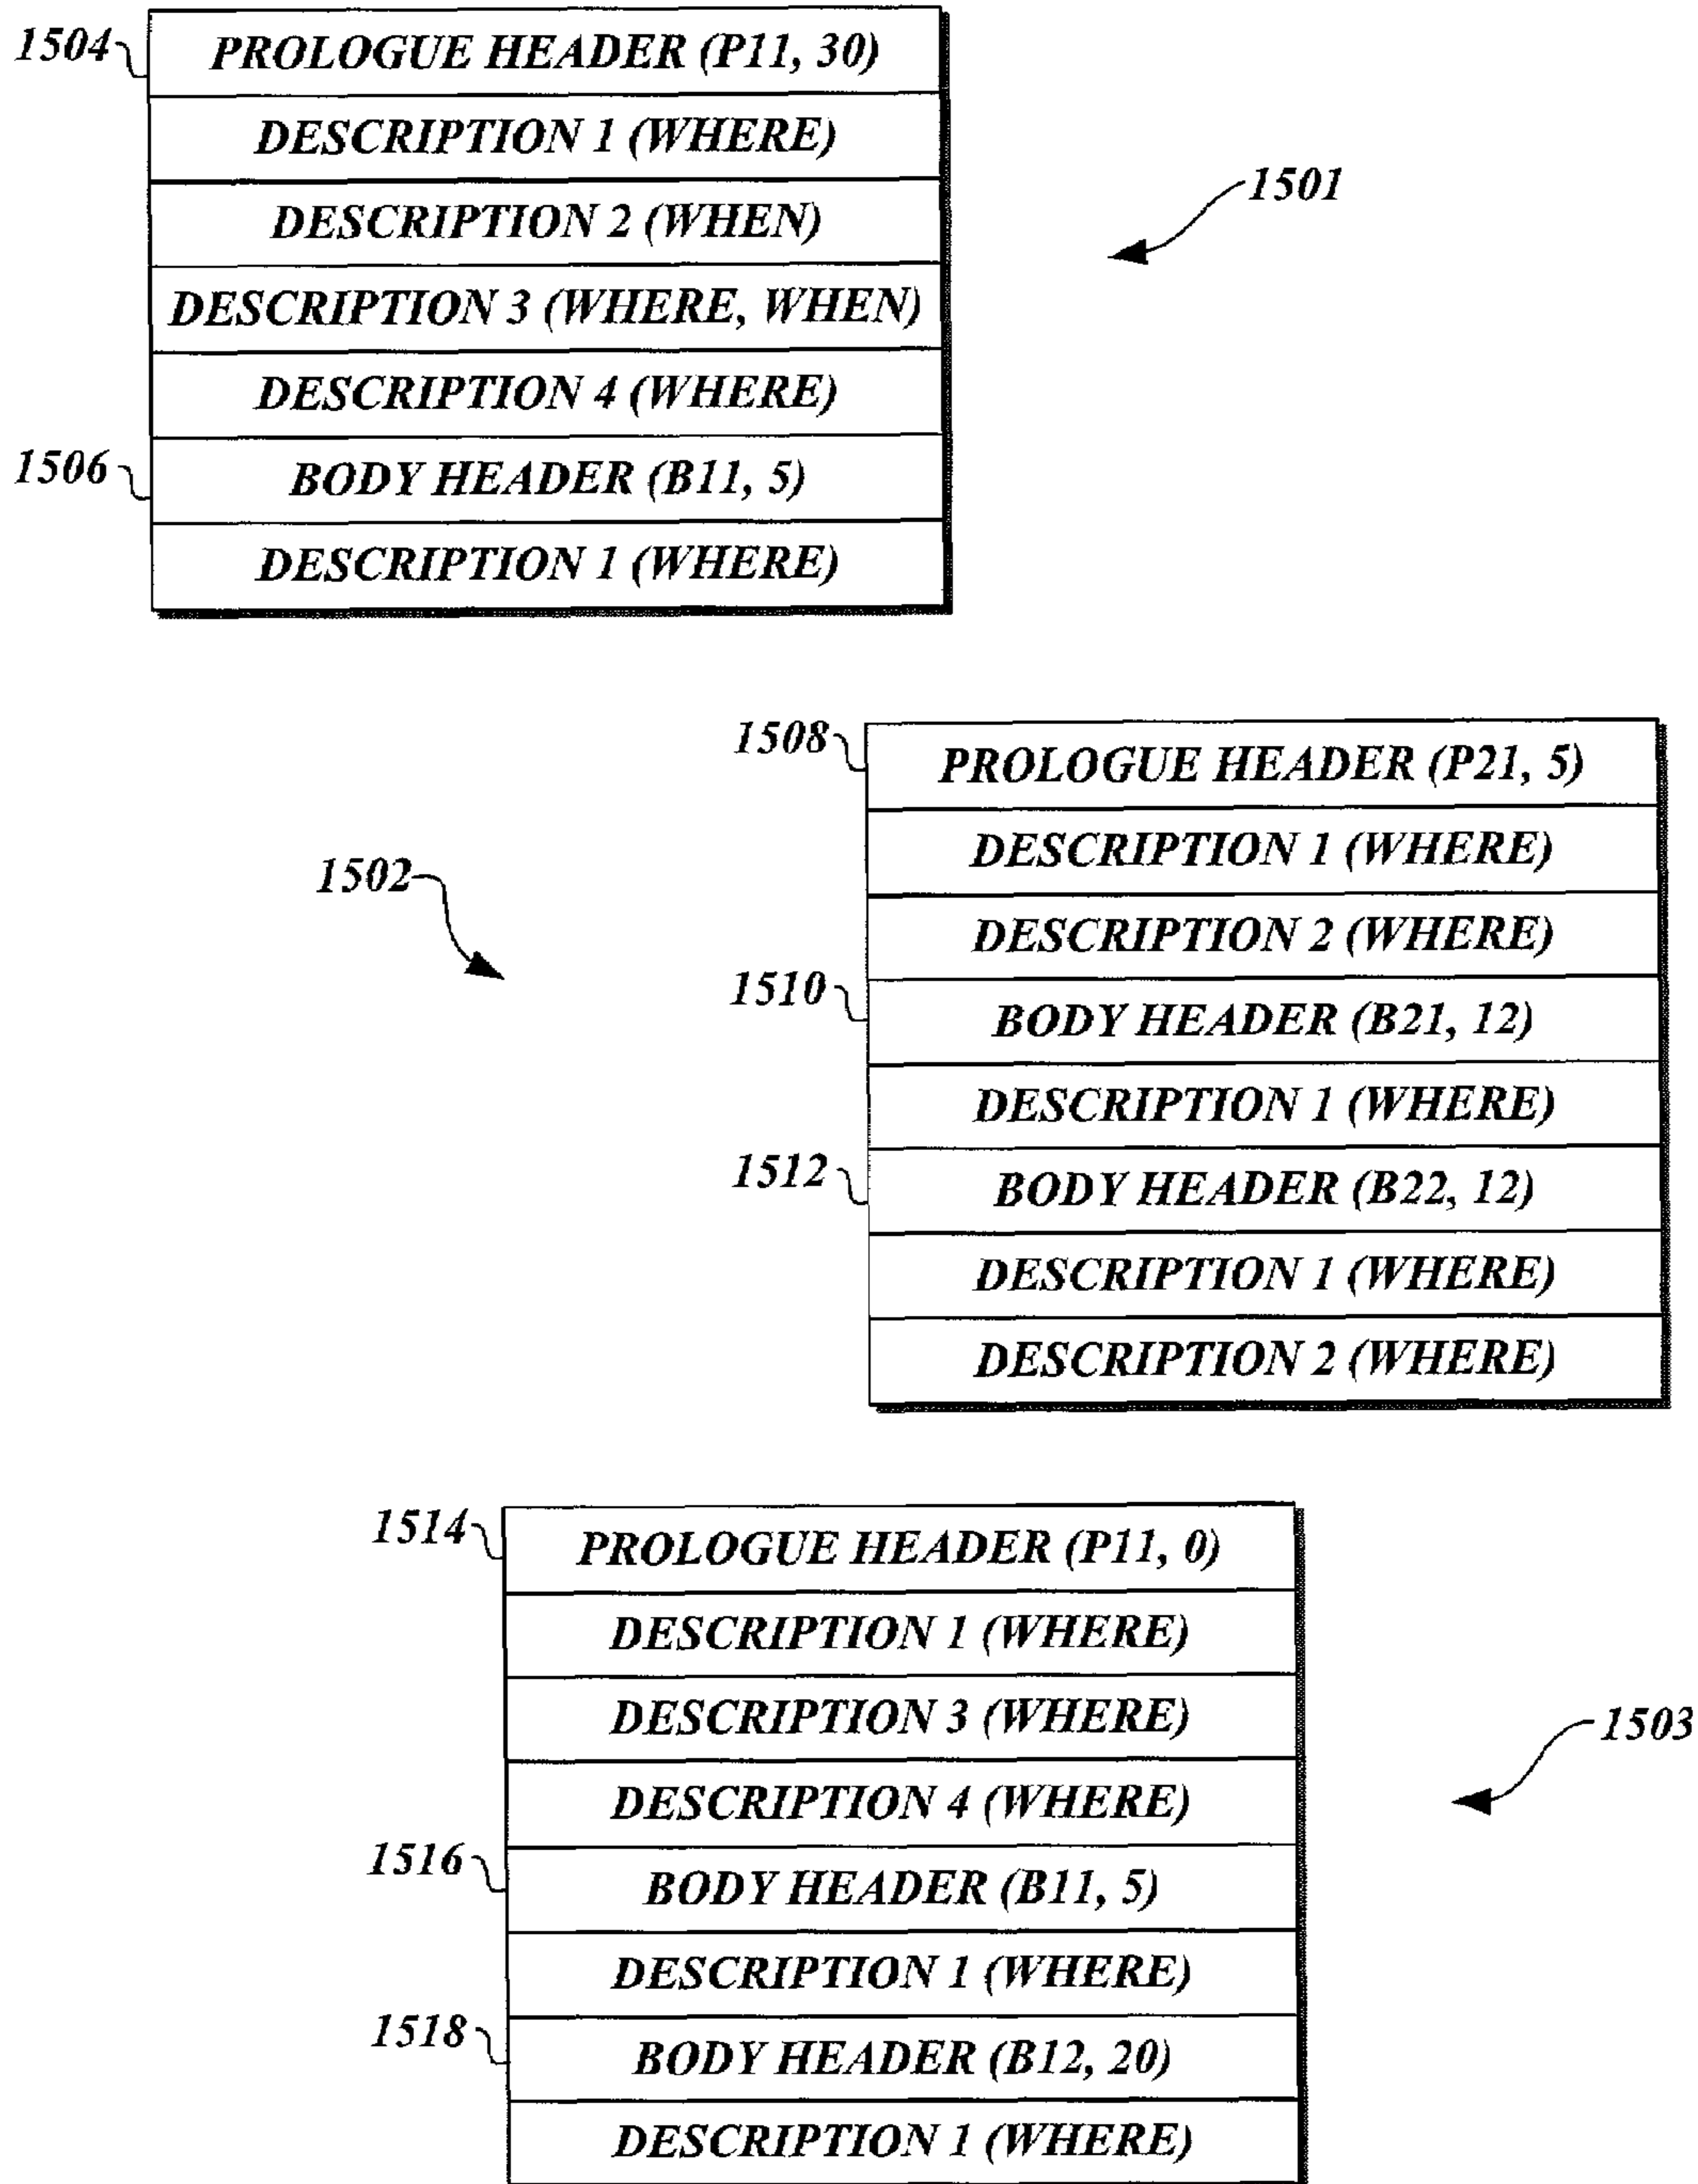 1504
PROLOGUE HEADER (P11, 30)
DESCRIPTION 1 (WHERE)
DESCRIPTION 2 (WHEN)
1501
DESCRIPTION 3 (WHERE, WHEN)
DESCRIPTION 4 (WHERE)
1506
BODY HEADER (B11, 5)
DESCRIPTION 1 (WHERE)
1508
PROLOGUE HEADER (P21, 5)
DESCRIPTION 1 (WHERE)
1502
DESCRIPTION 2 (WHERE)
1510
BODY HEADER (B21, 12)
DESCRIPTION 1 (WHERE)
1512
BODY HEADER (B22, 12)
DESCRIPTION 1 (WHERE)
DESCRIPTION 2 (WHERE)
1514
PROLOGUE HEADER (P11, 0)
DESCRIPTION 1 (WHERE)
DESCRIPTION 3 (WHERE)
1503
DESCRIPTION 4 (WHERE)
1516
BODY HEADER (B11, 5)
DESCRIPTION 1 (WHERE)
1518
BODY HEADER (B12, 20)
DESCRIPTION 1 (WHERE)